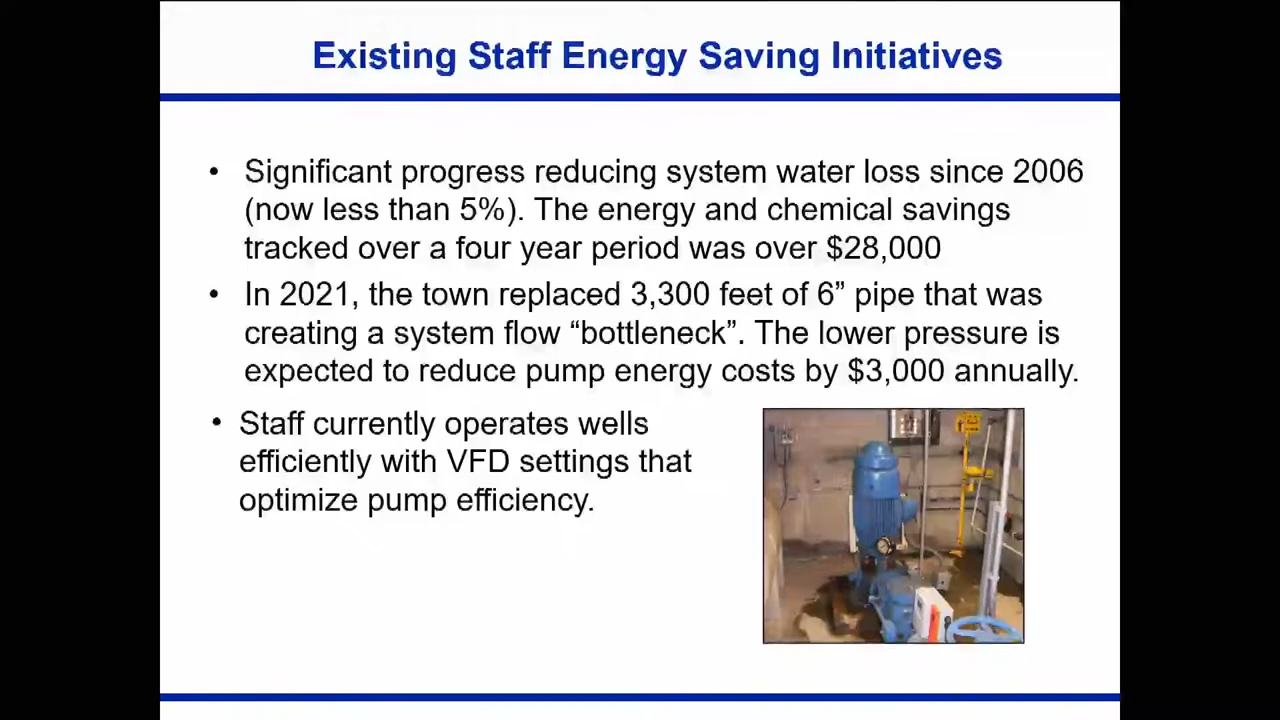 Existing Staff Energy Saving Initiatives
• Significant progress reducing system water loss since 2006
(now less than 5%). The energy and chemical savings
tracked over a four year period was over $28,000
• In 2021, the town replaced 3,300 feet of 6” pipe that was
creating a system flow “bottleneck”. The lower pressure is
expected to reduce pump energy costs by $3,000 annually.
• Staff currently operates wells
efficiently with VFD settings that
optimize pump efficiency.